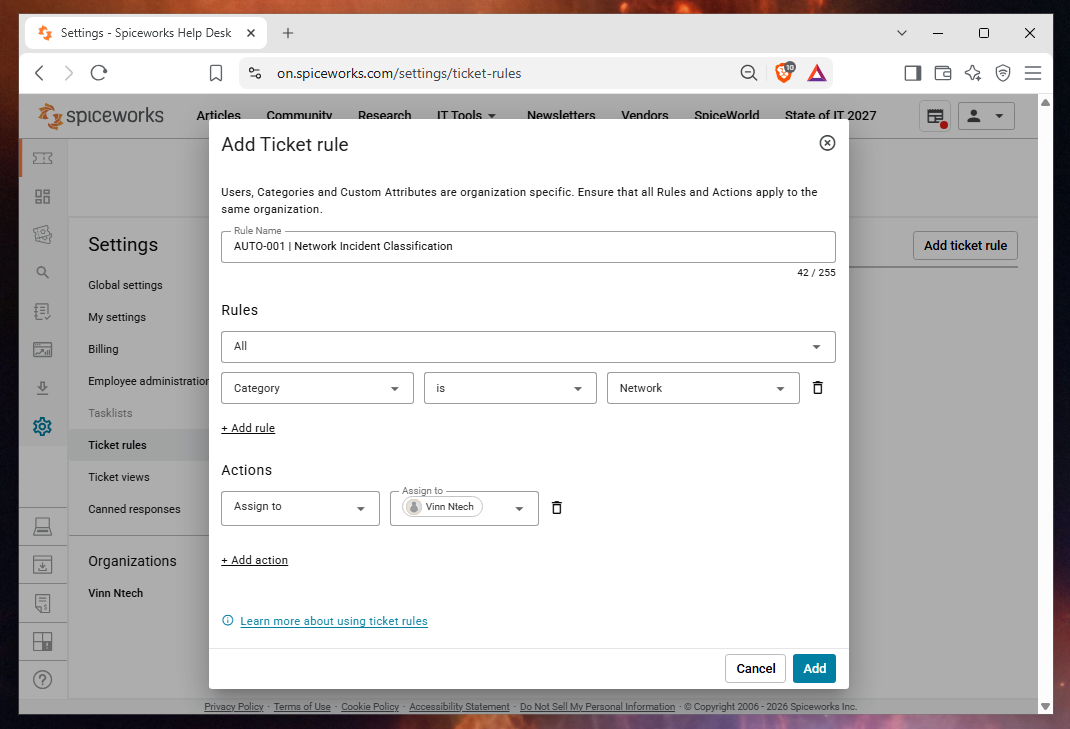 Settings - Spiceworks Help Desk
on.spiceworks.com/settings/ticket-rules
10
spiceworks
Articles
Community
Research
IT Tools
Newsletters
Vendors
SpiceWorld
State of IT 2027
Settings
Global settings
My settings
Billing
Employee administration
Tasklists
Ticket rules
Ticket views
Canned responses
Organizations
Vinn Ntech
Add ticket rule
Add Ticket rule
Users, Categories and Custom Attributes are organization specific. Ensure that all Rules and Actions apply to the
same organization.
Rule Name
AUTO-001 | Network Incident Classification
42 / 255
Rules
All
Category
is
Network
+ Add rule
Actions
Assign to
Assign to
Vinn Ntech
+ Add action
Learn more about using ticket rules
Cancel
Add
Privacy Policy · Terms of Use · Cookie Policy · Accessibility Statement · Do Not Sell My Personal Information · © Copyright 2006 - 2026 Spiceworks Inc.